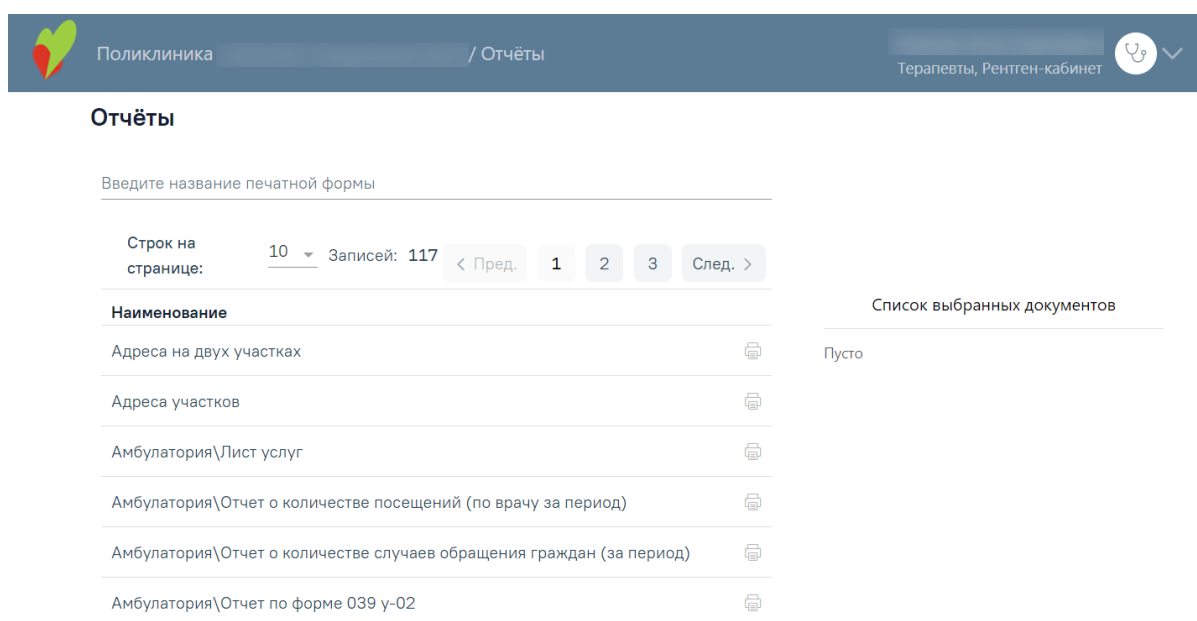 Поликлиника / Отчёты
Терапевты, Рентген-кабинет
Отчёты
Введите название печатной формы
Строк на странице: 10 Записей: 117 < Пред. 1 2 3 След. >
Наименование
Список выбранных документов
Адреса на двух участках
Пусто
Адреса участков
Амбулатория\Лист услуг
Амбулатория\Отчет о количестве посещений (по врачу за период)
Амбулатория\Отчет о количестве случаев обращения граждан (за период)
Амбулатория\Отчет по форме 039 у-02